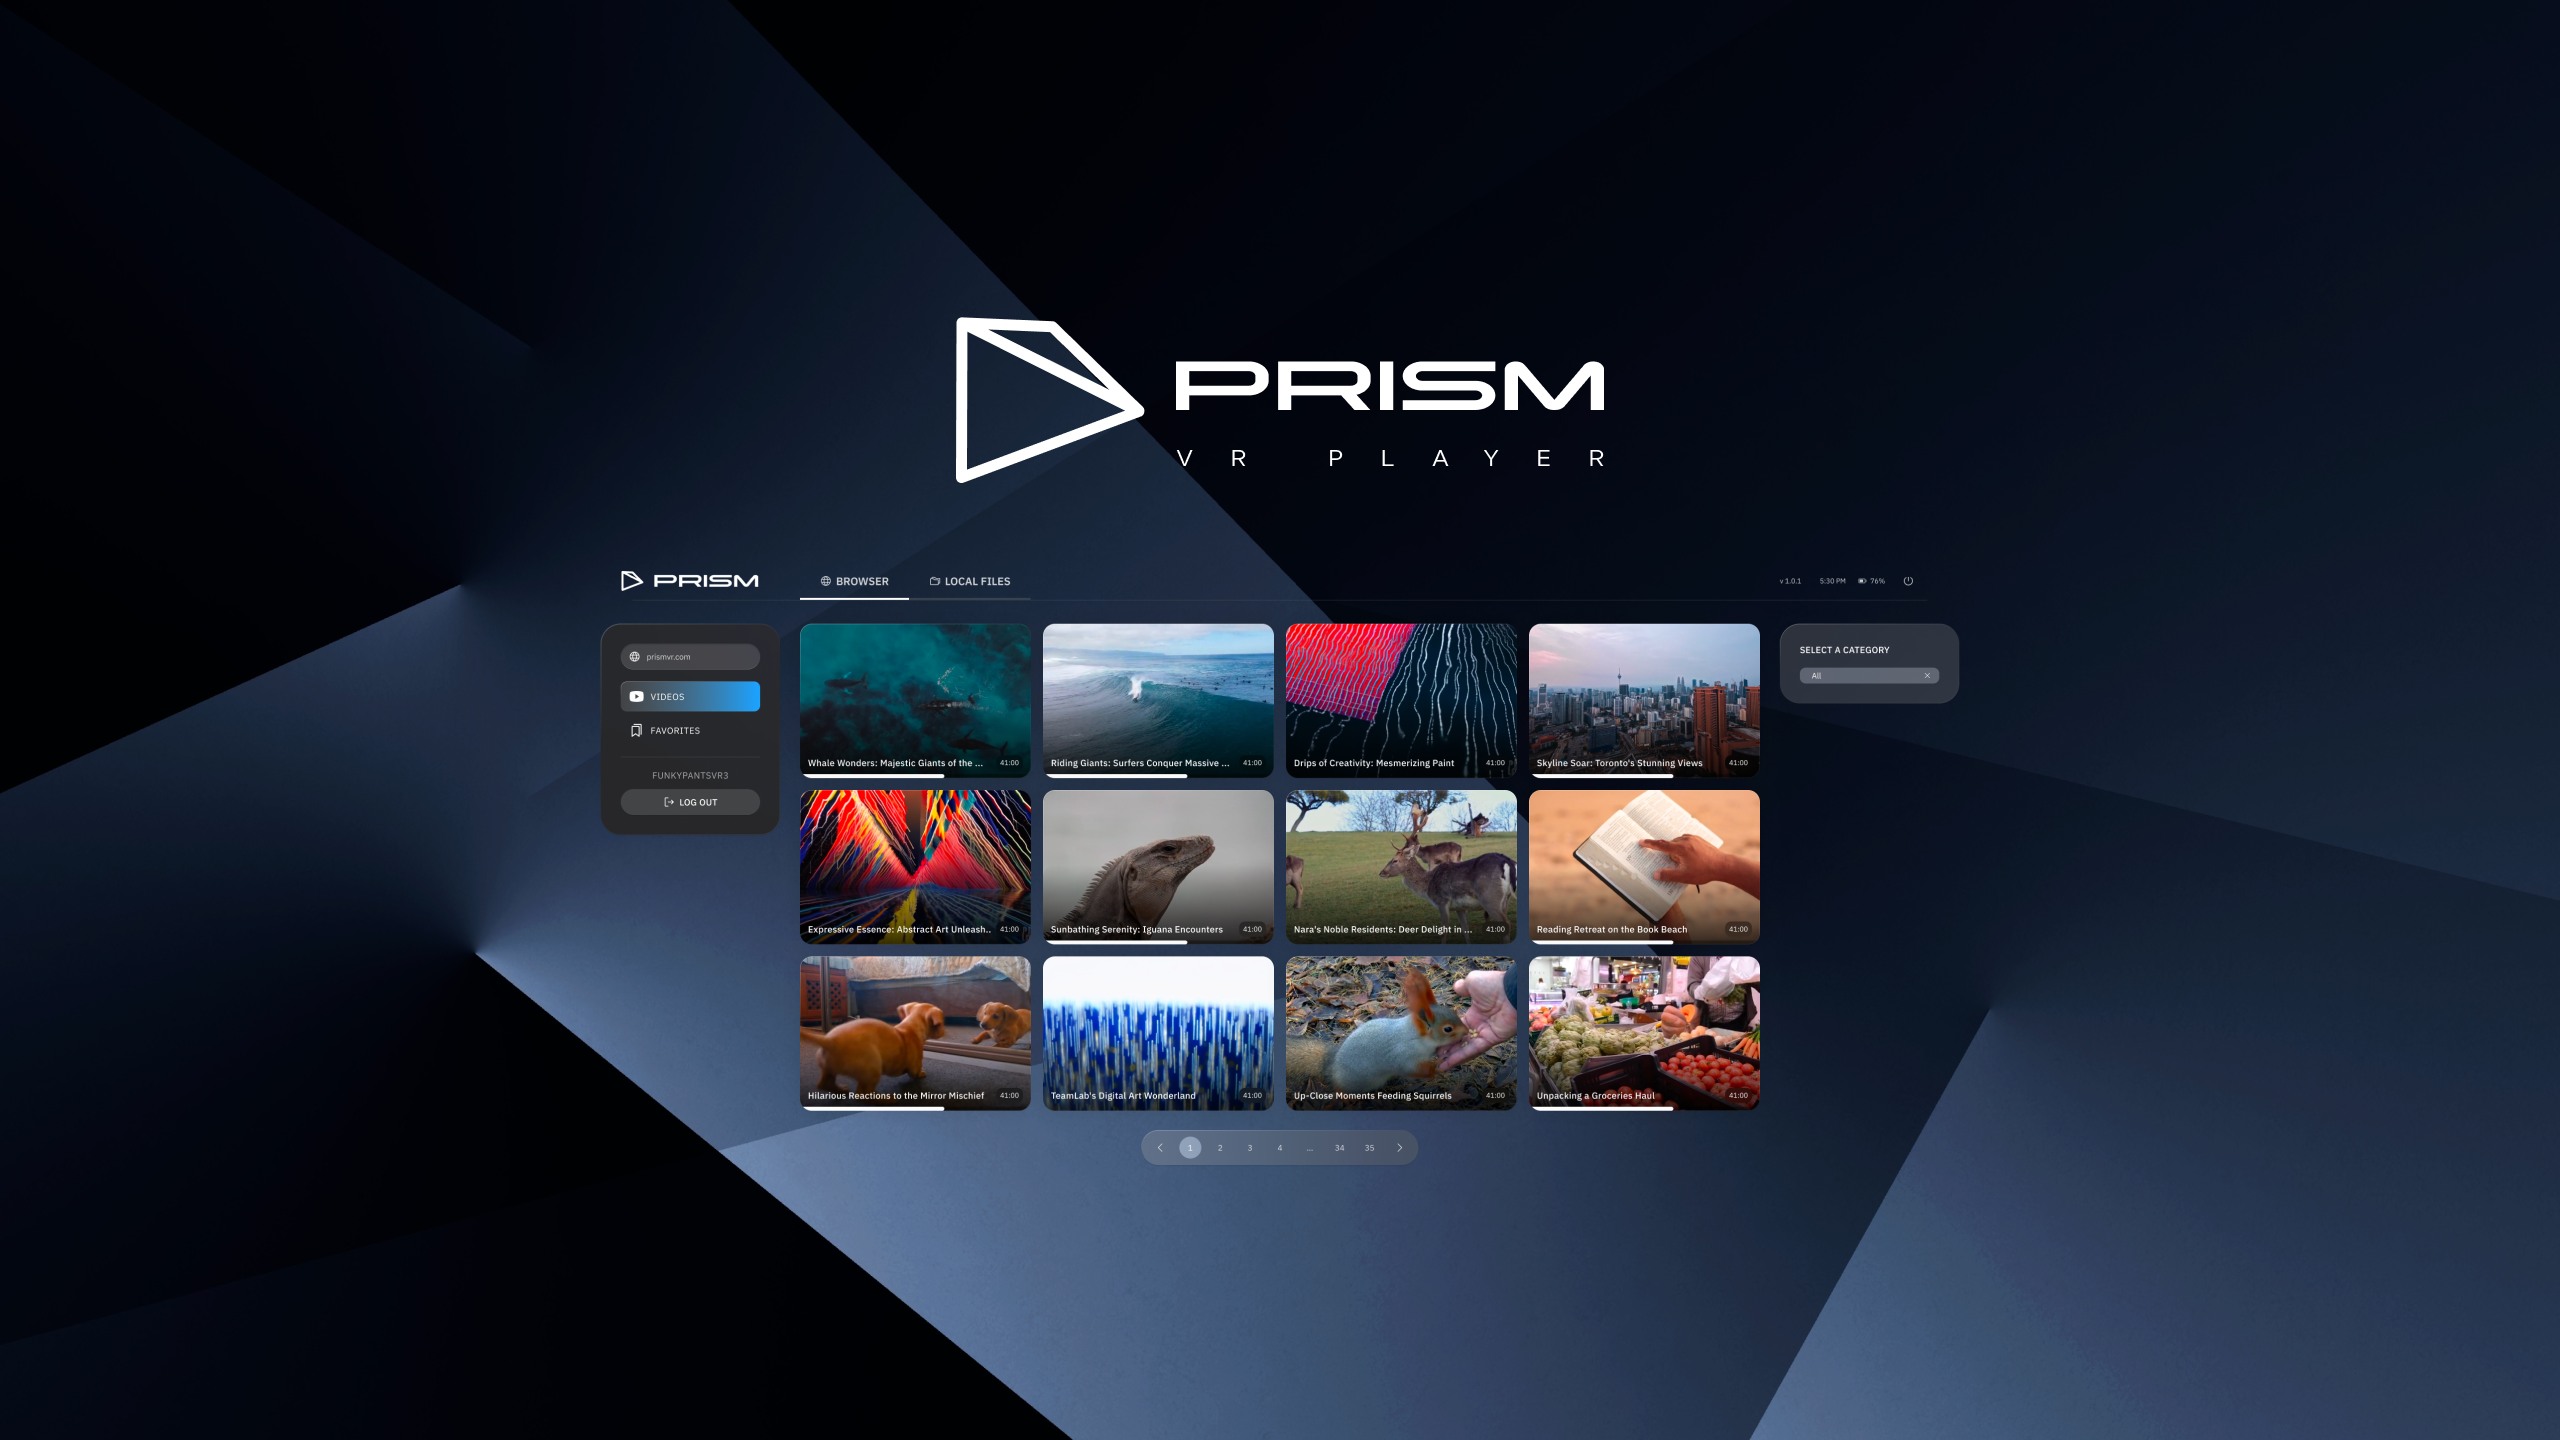 PRISM
VR PLAYER
PRISM
BROWSER
LOCAL FILES
v 1.0.1
5:30 PM
76%
prismvr.com
VIDEOS
FAVORITES
FUNKYPANTSVR3
LOG OUT
Whale Wonders: Majestic Giants of the ...
41:00
Riding Giants: Surfers Conquer Massive ...
41:00
Drips of Creativity: Mesmerizing Paint
41:00
Skyline Soar: Toronto's Stunning Views
41:00
SELECT A CATEGORY
All
Expressive Essence: Abstract Art Unleash..
41:00
Sunbathing Serenity: Iguana Encounters
41:00
Nara's Noble Residents: Deer Delight in ...
41:00
Reading Retreat on the Book Beach
41:00
Hilarious Reactions to the Mirror Mischief
41:00
TeamLab's Digital Art Wonderland
41:00
Up-Close Moments Feeding Squirrels
41:00
Unpacking a Groceries Haul
41:00
1 2 3 4 ... 34 35